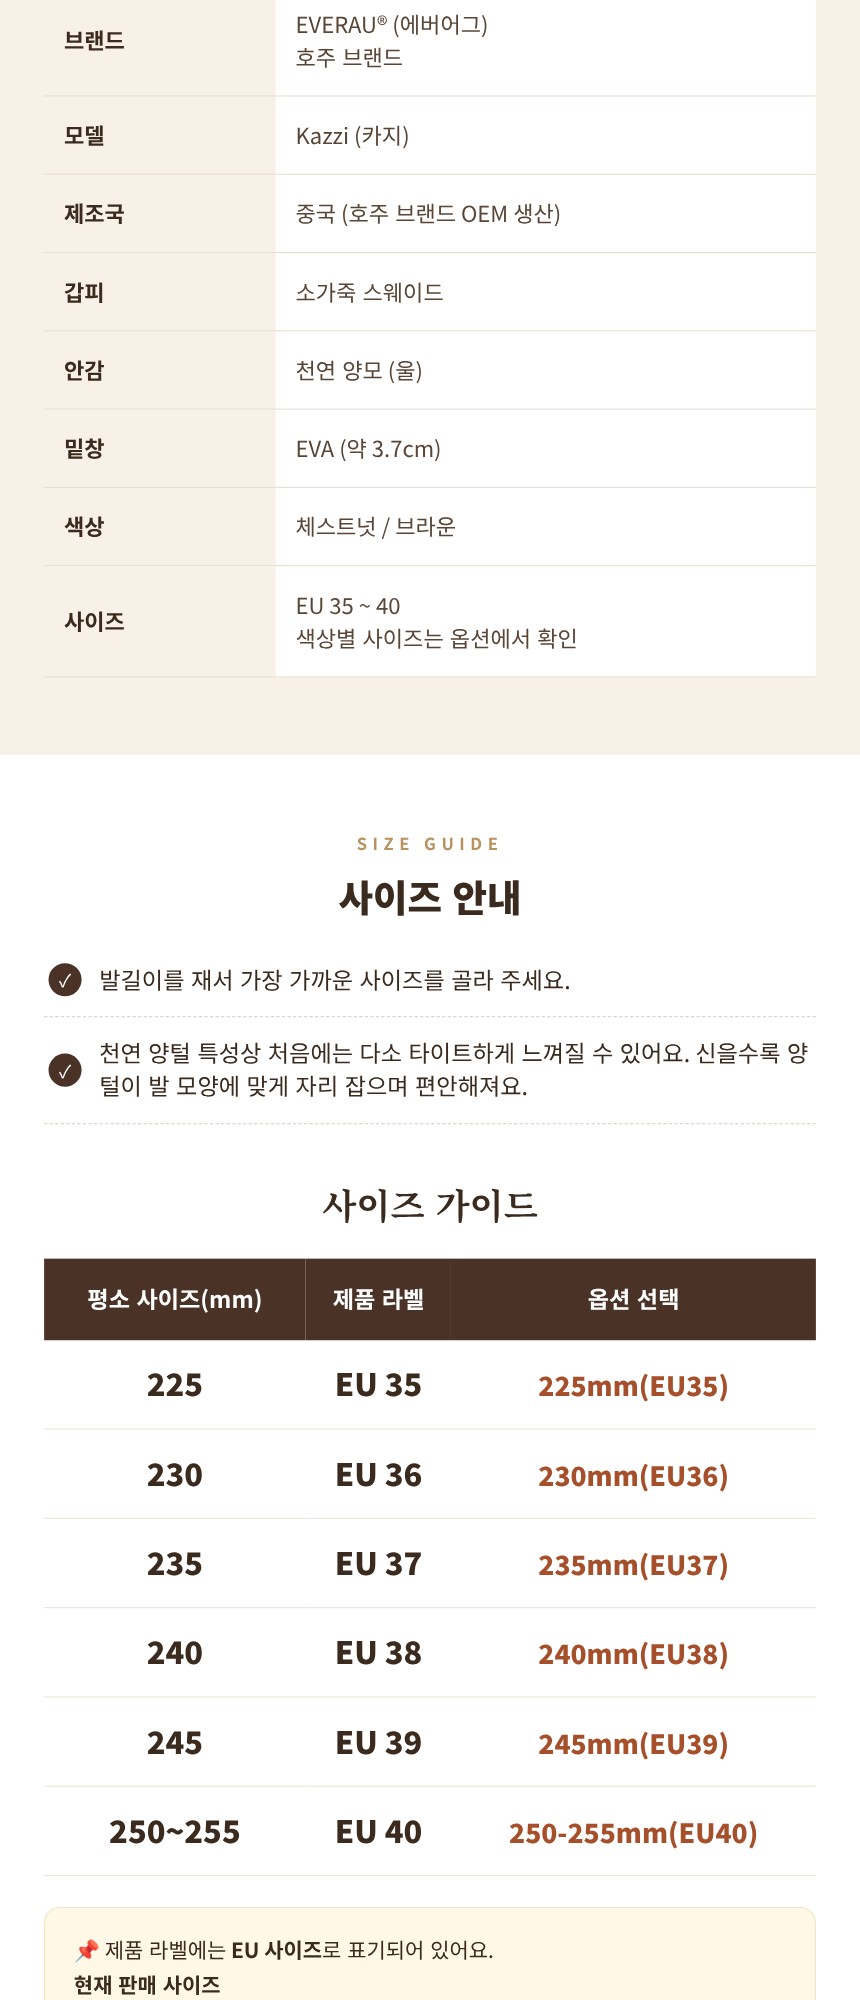 브랜드
EVERAU® (에버어그)
호주 브랜드
모델
Kazzi (카지)
제조국
중국 (호주 브랜드 OEM 생산)
갑피
소가죽 스웨이드
안감
천연 양모 (울)
밑창
EVA (약 3.7cm)
색상
체스트넛 / 브라운
사이즈
EU 35 ~ 40
색상별 사이즈는 옵션에서 확인
SIZE GUIDE
사이즈 안내
✓ 발길이를 재서 가장 가까운 사이즈를 골라 주세요.
✓ 천연 양털 특성상 처음에는 다소 타이트하게 느껴질 수 있어요. 신을수록 양
털이 발 모양에 맞게 자리 잡으며 편안해져요.
사이즈 가이드
평소 사이즈(mm) 제품 라벨 옵션 선택
225 EU 35 225mm(EU35)
230 EU 36 230mm(EU36)
235 EU 37 235mm(EU37)
240 EU 38 240mm(EU38)
245 EU 39 245mm(EU39)
250~255 EU 40 250-255mm(EU40)
📌 제품 라벨에는 EU 사이즈로 표기되어 있어요.
현재 판매 사이즈